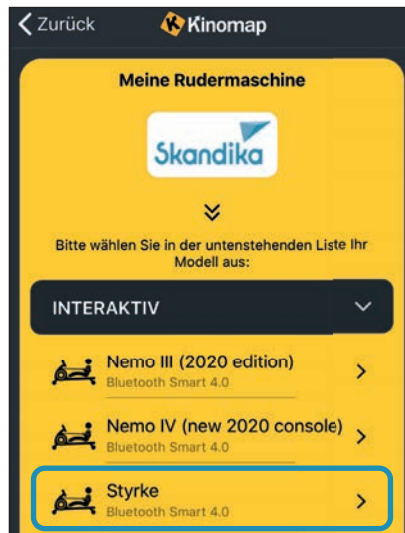 Zurück
Kinomap
Meine Rudermaschine
Skandika
Bitte wählen Sie in der untenstehenden Liste Ihr
Modell aus:
INTERAKTIV
Nemo III (2020 edition)
Bluetooth Smart 4.0
Nemo IV (new 2020 console)
Bluetooth Smart 4.0
Styrke
Bluetooth Smart 4.0